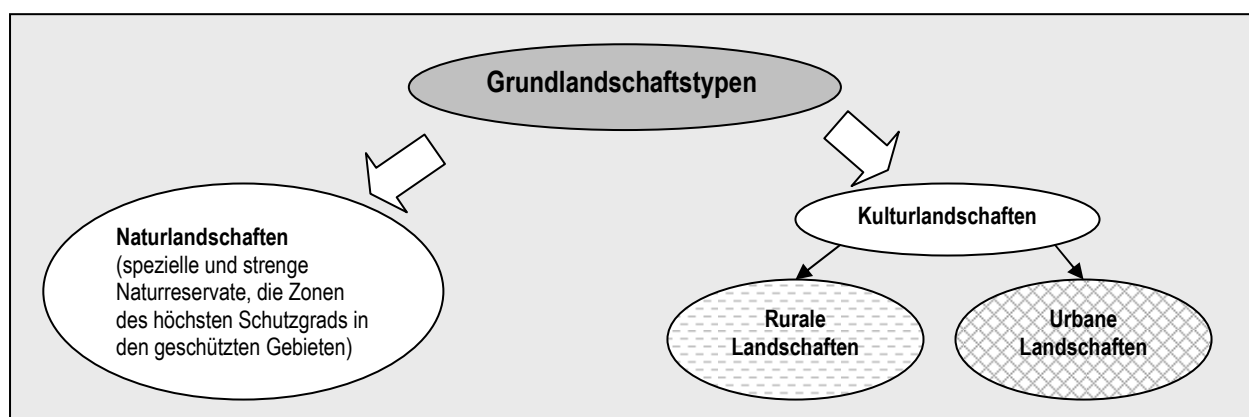 Grundlandschaftstypen
Naturlandschaften
(spezielle und strenge
Naturreservate, die Zonen
des höchsten Schutzgrads in
den geschützten Gebieten)
Kulturlandschaften
Rurale
Landschaften
Urbane
Landschaften